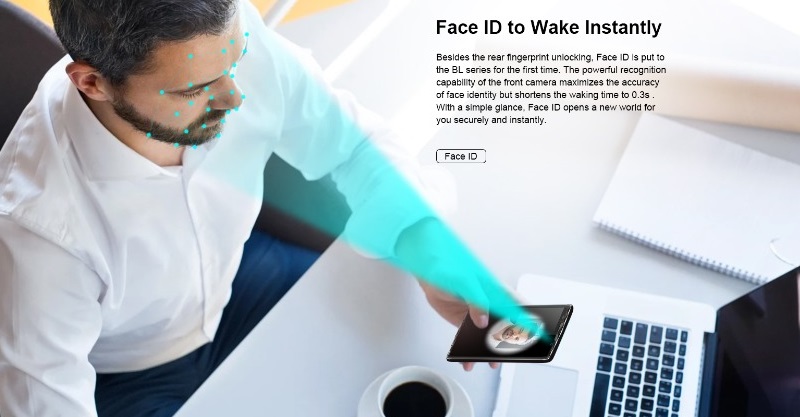 Face ID to Wake Instantly
Besides the rear fingerprint unlocking, Face ID is put to
the BL series for the first time. The powerful recognition
capability of the front camera maximizes the accuracy
of face identity but shortens the waking time to 0.3s .
With a simple glance, Face ID opens a new world for
you securely and instantly.
Face ID